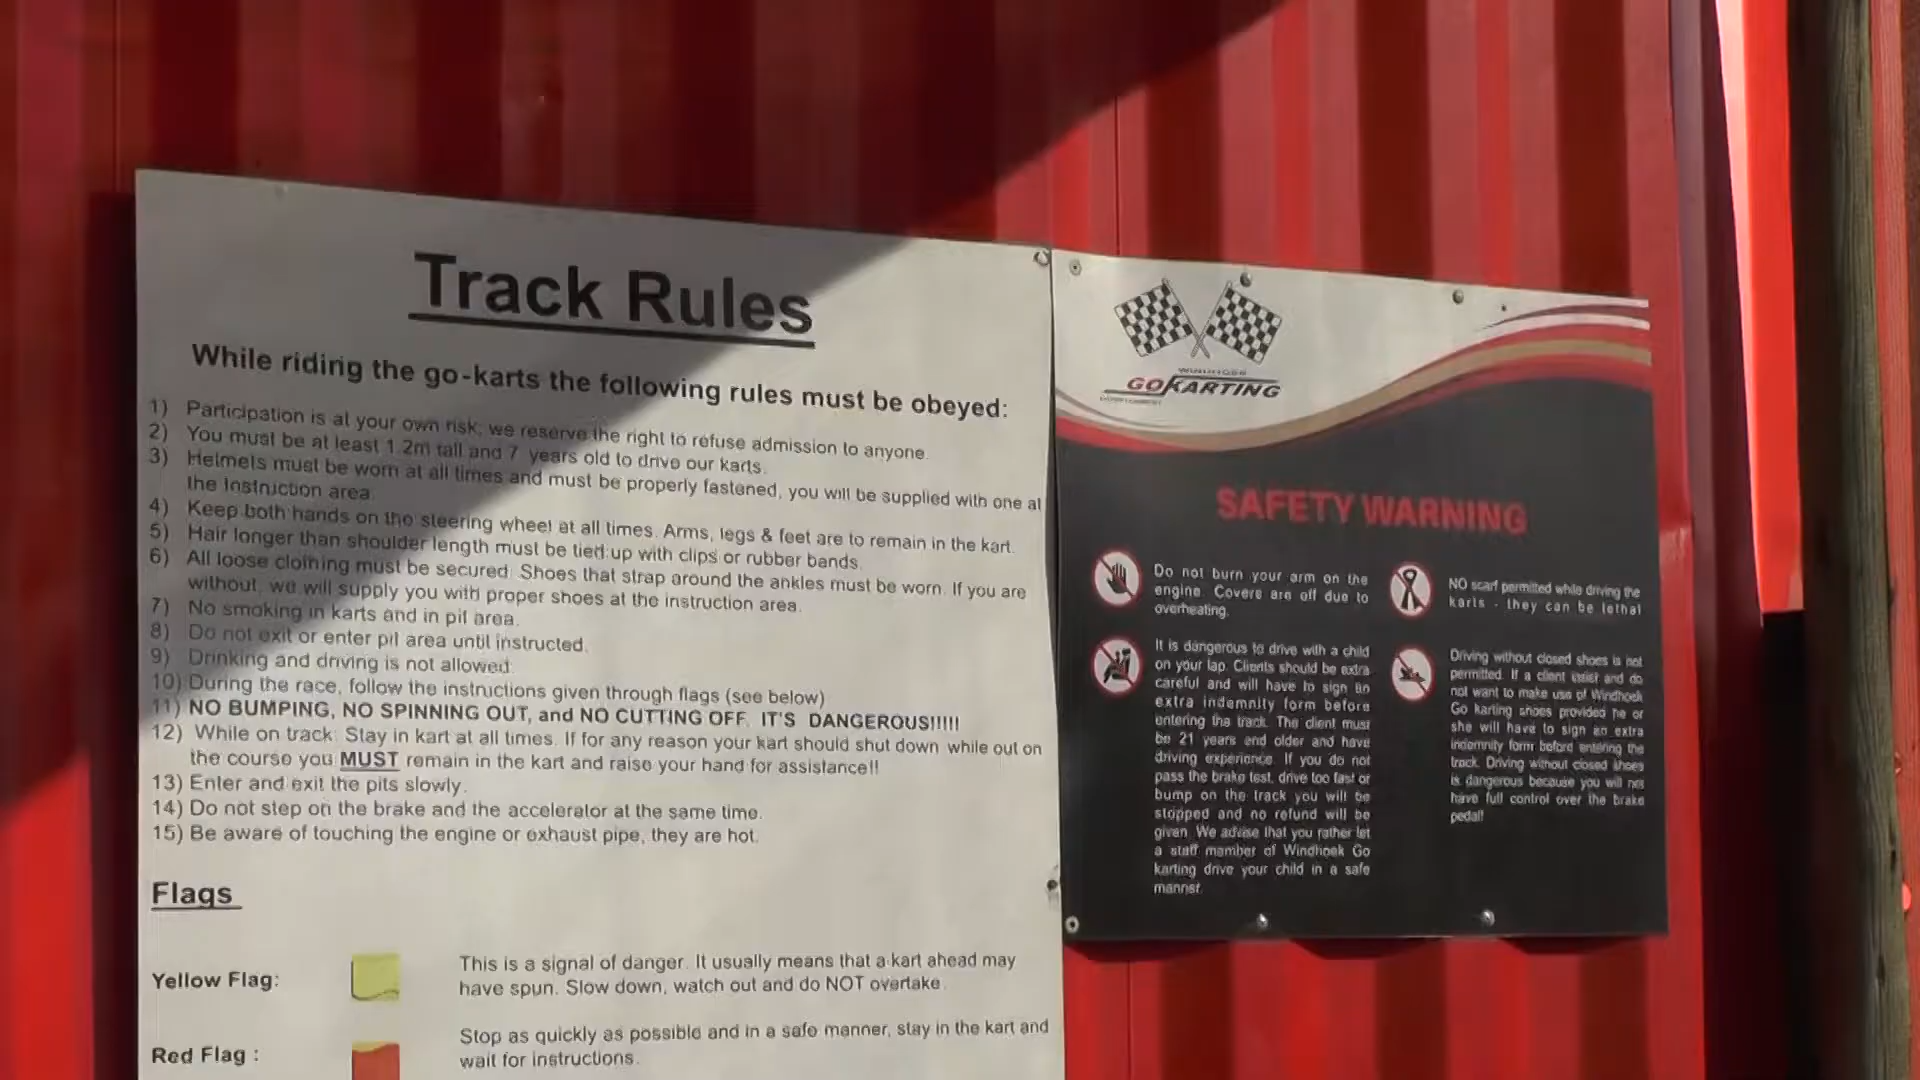 Track Rules
While riding the go-karts the following rules must be obeyed:
1) Participation is at your own risk, we reserve the right to refuse admission to anyone.
2) You must be at least 1.2m tall and 7 years old to drive our karts.
3) Helmets must be worn at all times and must be properly fastened, you will be supplied with one at
the Instruction area.
4) Keep both hands on the steering wheel at all times. Arms, legs & feet are to remain in the kart.
5) Hair longer than shoulder length must be tied up with clips or rubber bands.
6) All loose clothing must be secured. Shoes that strap around the ankles must be worn. If you are
without, we will supply you with proper shoes at the instruction area.
7) No smoking in karts and in pit area.
8) Do not exit or enter pit area until instructed.
9) Drinking and driving is not allowed.
10) During the race, follow the instructions given through flags (see below)
11) NO BUMPING, NO SPINNING OUT, and NO CUTTING OFF. IT'S DANGEROUS!!!!!
12) While on track: Stay in kart at all times. If for any reason your kart should shut down while out on
the course you MUST remain in the kart and raise your hand for assistance!!
13) Enter and exit the pits slowly.
14) Do not step on the brake and the accelerator at the same time.
15) Be aware of touching the engine or exhaust pipe, they are hot.
Flags
Yellow Flag:
This is a signal of danger. It usually means that a kart ahead may
have spun. Slow down, watch out and do NOT overtake.
Red Flag :
Stop as quickly as possible and in a safe manner, stay in the kart and
wait for instructions.
WINDHOEK
GO KARTING
SAFETY WARNING
Do not burn your arm on the
engine. Covers are off due to
overheating.
It is dangerous to drive with a child
on your lap. Clients should be extra
careful and will have to sign an
extra indemnity form before
entering the track. The client must
be 21 years and older and have
driving experience. If you do not
pass the brake test, drive too fast or
bump on the track you will be
stopped and no refund will be
given. We advise that you rather let
a staff member of Windhoek Go
karting drive your child in a safe
manner.
NO scarf permitted while driving the
karts - they can be lethal
Driving without closed shoes is not
permitted. If a client insist and do
not want to make use of Windhoek
Go karting shoes provided he or
she will have to sign an extra
indemnity form before entering the
track. Driving without closed shoes
is dangerous because you will not
have full control over the brake
pedal!